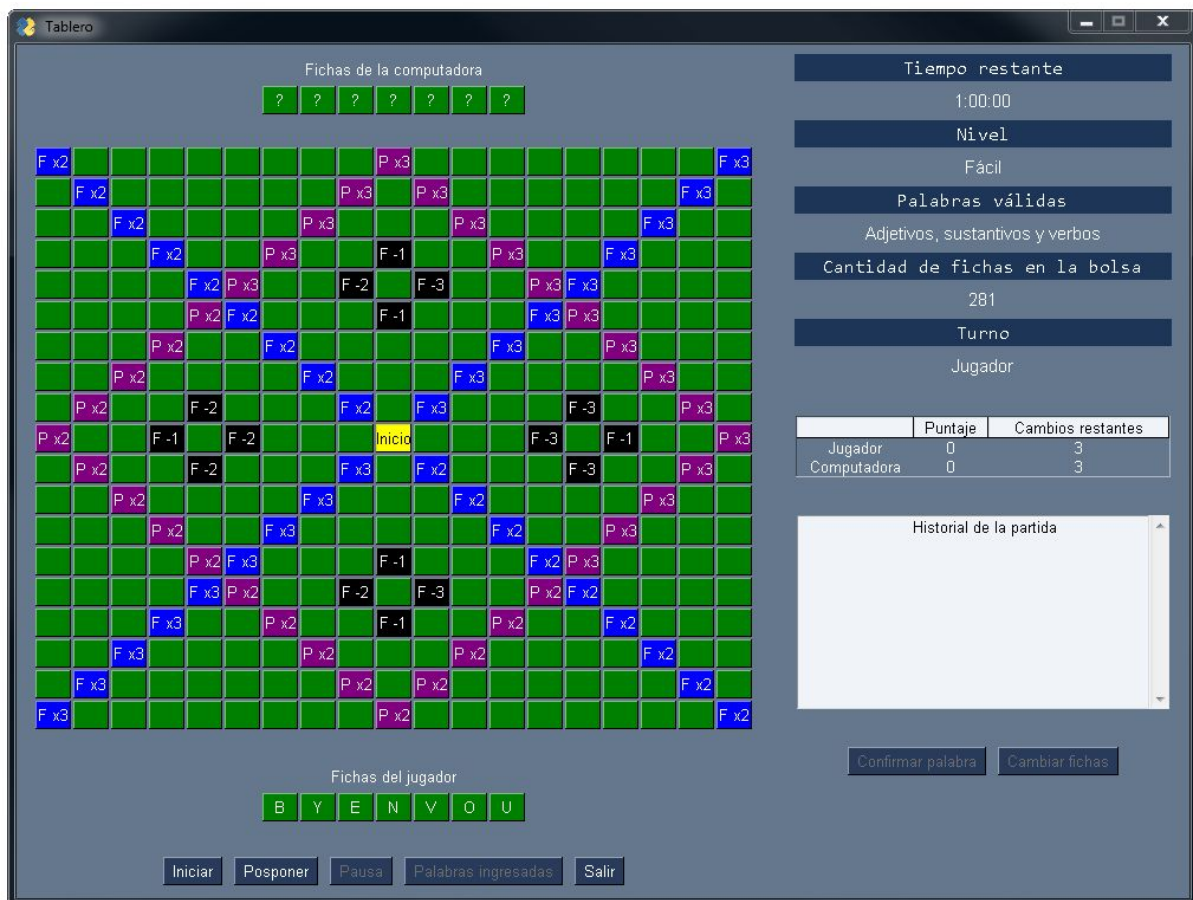 Tablero
Fichas de la computadora
? ? ? ? ? ? ?
F x2 P x3 F x3
F x2 P x3 P x3 F x3
F x2 P x3 P x3 F x3
F x2 P x3 F -1 P x3 F x3
F x2 P x3 F -2 F -3 P x3 F x3
P x2 F x2 F -1 F x3 P x3
P x2 F x2 F x3 P x3
P x2 F x2 F x3 P x3
P x2 F -2 F x2 F x3 F -3 P x3
P x2 F -1 F -2 Inicio F -3 F -1 P x3
P x2 F -2 F x3 F x2 F -3 P x3
P x2 F x3 F x2 P x3
P x2 F x3 F x2 P x3
P x2 F x3 F -1 F x2 P x3
F x3 P x2 F -2 F -3 P x2 F x2
F x3 P x2 F -1 P x2 F x2
F x3 P x2 P x2 F x2
F x3 P x2 P x2 F x2
F x3 P x2 F x2
Fichas del jugador
B Y E N V O U
Iniciar Posponer Pausa Palabras ingresadas Salir
Tiempo restante
1:00:00
Nivel
Fácil
Palabras válidas
Adjetivos, sustantivos y verbos
Cantidad de fichas en la bolsa
281
Turno
Jugador
Puntaje Cambios restantes
Jugador 0 3
Computadora 0 3
Historial de la partida
Confirmar palabra Cambiar fichas